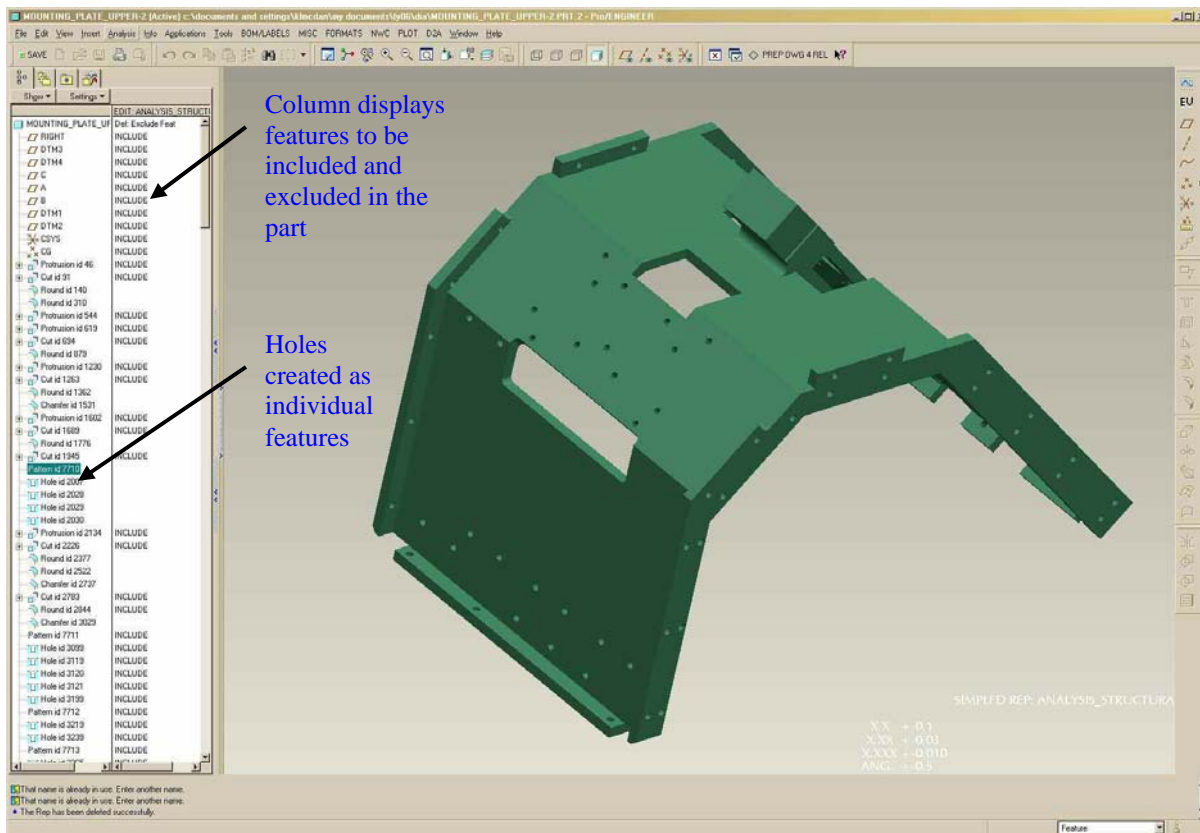 MOUNTING_PLATE_UPPER-2 (Active) c:\documents and settings\klmcdan\my documents\fy06\dia\MOUNTING_PLATE_UPPER-2.PRT.2 - Pro/ENGINEER
File Edit View Insert Analysis Info Applications Tools BOM/LABELS MISC FORMATS NWC PLOT D2A Window Help
SAVE
PREP DWG 4 REL
Show Settings
EDIT: ANALYSIS_STRUCTU
MOUNTING_PLATE_UF Def: Exclude Feat
RIGHT INCLUDE
DTM3 INCLUDE
DTM4 INCLUDE
C INCLUDE
A INCLUDE
B INCLUDE
DTM1 INCLUDE
DTM2 INCLUDE
CSYS INCLUDE
CG INCLUDE
Protrusion id 46 INCLUDE
Cut id 91 INCLUDE
Round id 140
Round id 310
Protrusion id 544 INCLUDE
Protrusion id 619 INCLUDE
Cut id 694 INCLUDE
Round id 879
Protrusion id 1230 INCLUDE
Cut id 1263 INCLUDE
Round id 1362
Chamfer id 1531
Protrusion id 1602 INCLUDE
Cut id 1689 INCLUDE
Round id 1776
Cut id 1945 INCLUDE
Pattern id 7710
Hole id 2007
Hole id 2028
Hole id 2029
Hole id 2030
Protrusion id 2134 INCLUDE
Cut id 2226 INCLUDE
Round id 2377
Round id 2522
Chamfer id 2737
Cut id 2783 INCLUDE
Round id 2844 INCLUDE
Chamfer id 3029
Pattern id 7711 INCLUDE
Hole id 3099 INCLUDE
Hole id 3119 INCLUDE
Hole id 3120 INCLUDE
Hole id 3121 INCLUDE
Hole id 3199 INCLUDE
Pattern id 7712 INCLUDE
Hole id 3219 INCLUDE
Hole id 3239 INCLUDE
Pattern id 7713 INCLUDE
Column displays
features to be
included and
excluded in the
part
Holes
created as
individual
features
EU
SIMPLFD REP: ANALYSIS_STRUCTURA
X.X + 0.1
X.XX + 0.01
X.XXX + 0.010
ANG. + 0.5
That name is already in use. Enter another name.
That name is already in use. Enter another name.
The Rep has been deleted successfully.
Feature